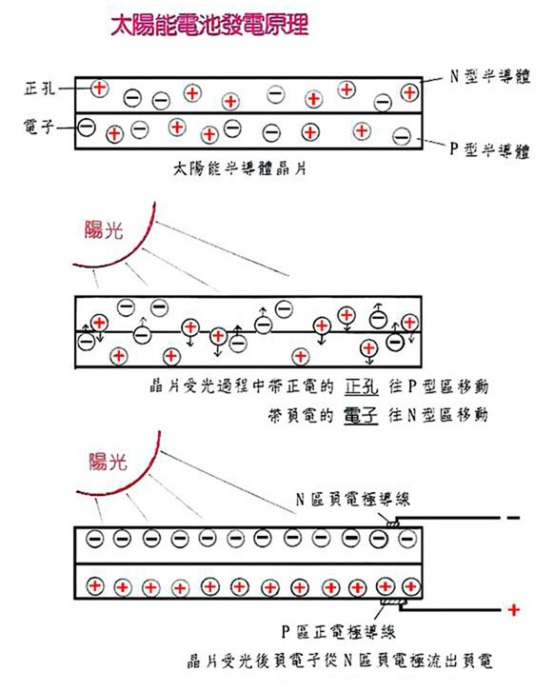 太陽能電池發電原理
正孔
N型半導體
電子
P型半導體
太陽能半導體晶片
陽光
晶片受光過程中帶正電的 正孔 往P型區移動
帶負電的 電子 往N型區移動
陽光
N區負電極導線
P區正電極導線
晶片受光後負電子從N區負電極流出負電